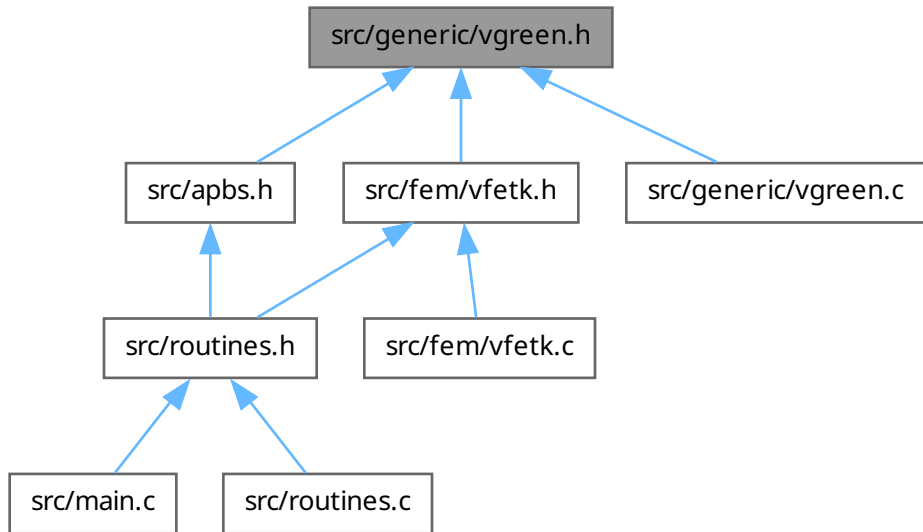 src/generic/vgreen.h
src/apbs.h
src/fem/vfetk.h
src/generic/vgreen.c
src/routines.h
src/fem/vfetk.c
src/main.c
src/routines.c